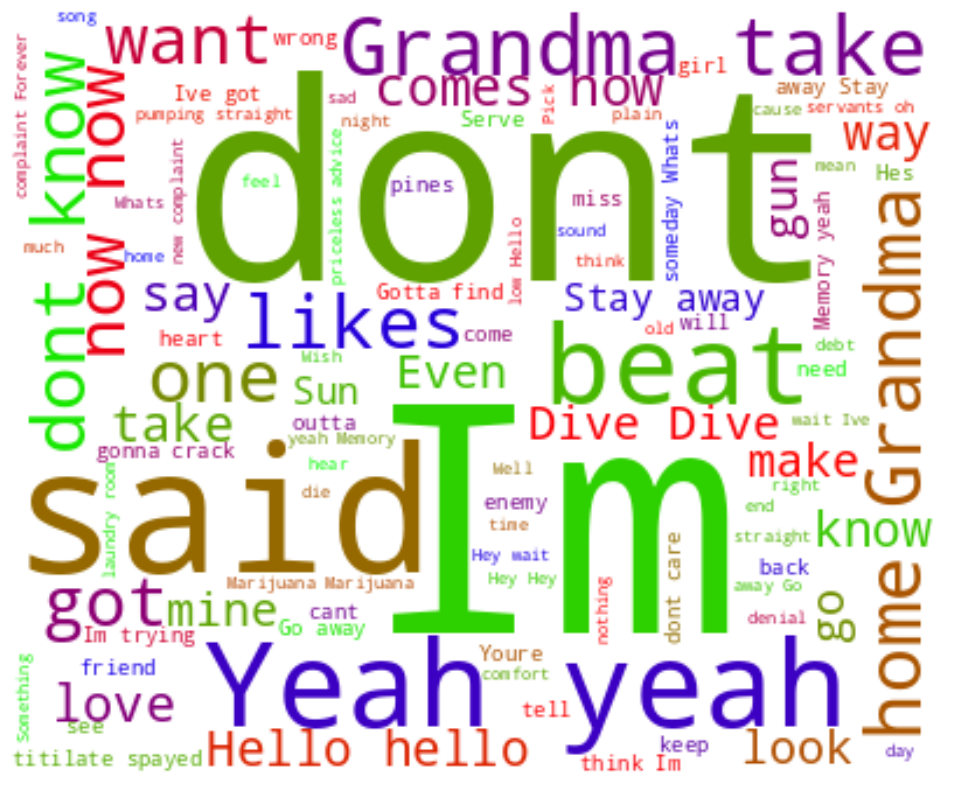 song
want
wrong
Grandma take
girl
complaint Forever
dont know
now now
Ive got
sad
comes now
away Stay
pumping straight
night
Serve
Pick
plain
cause
servants oh
way
dont
priceless advice
someday Whats
gun
mean
Hes
feel
pines
Whats
new complaint
miss
Memory yeah
home Grandma
much
home
sound
low Hello
think
say
likes
Gotta find
Stay away
heart
come
old
will
beat
debt
need
one
Wish
Sun
Even
take
outta
Dive Dive
wait Ive
yeah Memory
gonna crack
said
Im
hear
Well
make
right
die
enemy
end
time
know
laundry room
straight
Hey wait
dont care
back
Marijuana Marijuana
Hey Hey
nothing
away Go
got
mine
cant
denial
go
Im trying
Go away
Something
friend
Yeah yeah
Youre
comfort
love
see
tell
titilate spayed
Hello hello
keep
look
day
think Im